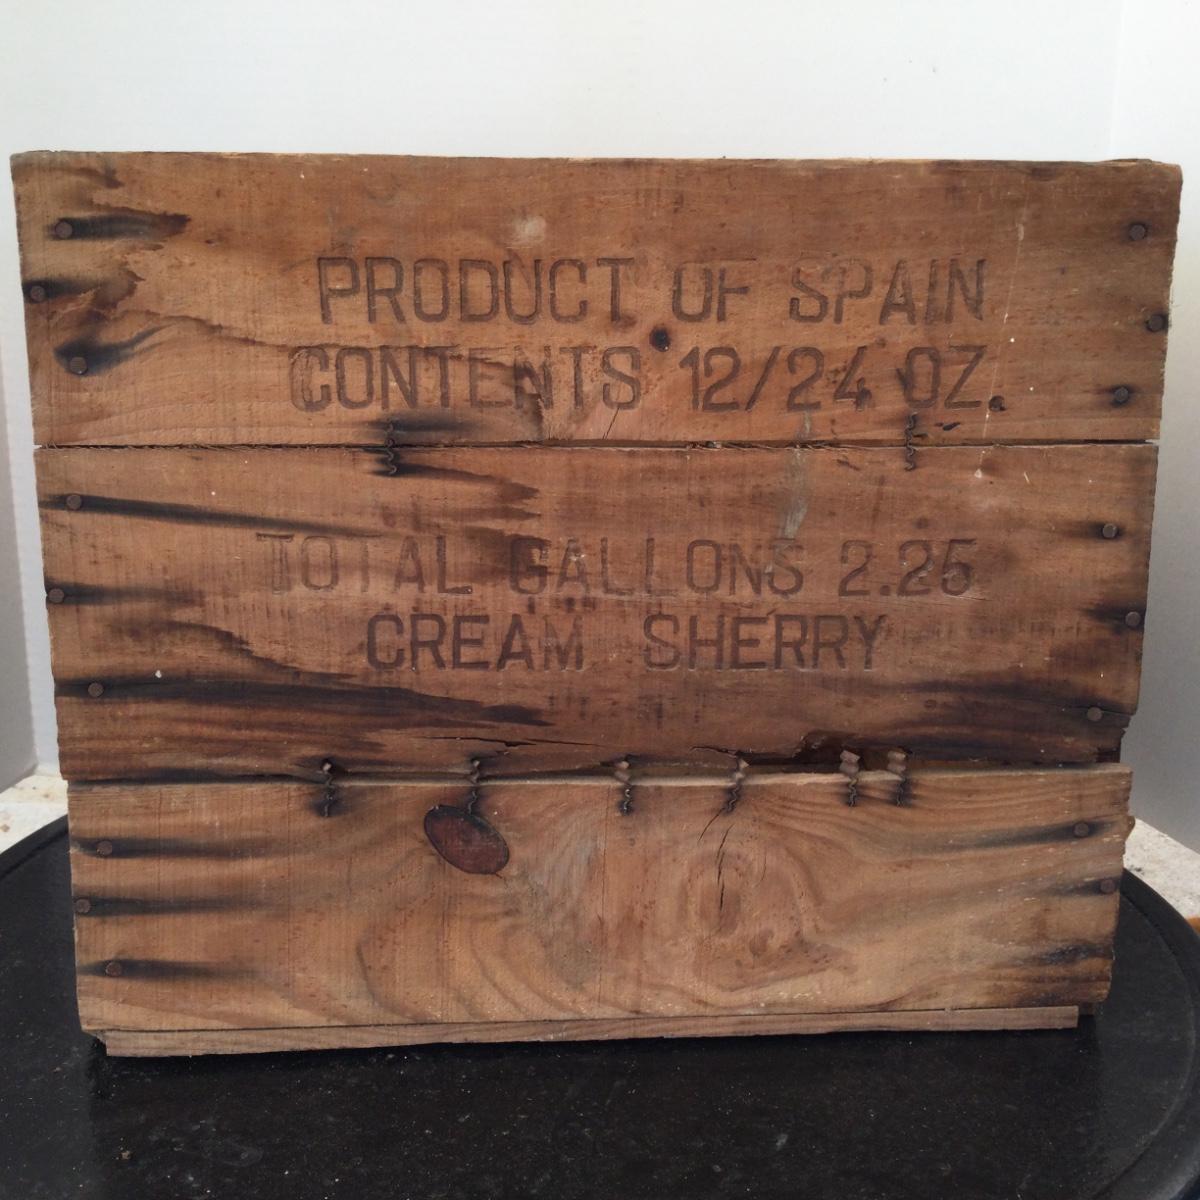 PRODUCT OF SPAIN
CONTENTS 12/24 OZ.
TOTAL GALLONS 2.25
CREAM SHERRY